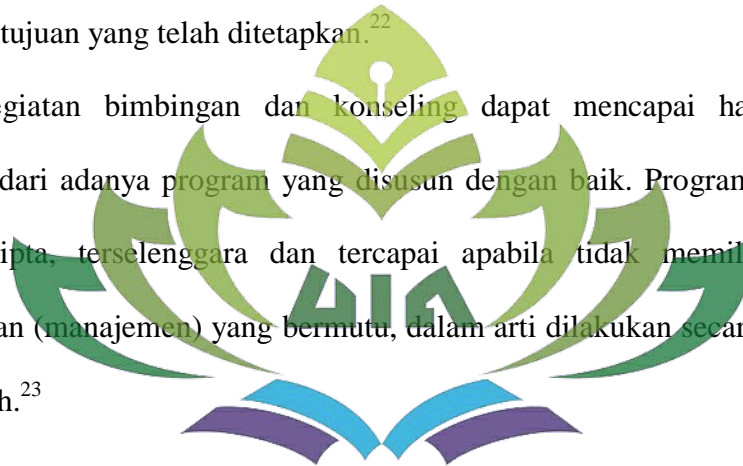 tujuan yang telah ditetapkan.22
egiatan bimbingan dan konseling dapat mencapai ha
dari adanya program yang disusun dengan baik. Program
ipta, terselenggara dan tercapai apabila tidak memil
an (manajemen) yang bermutu, dalam arti dilakukan secar
h.23